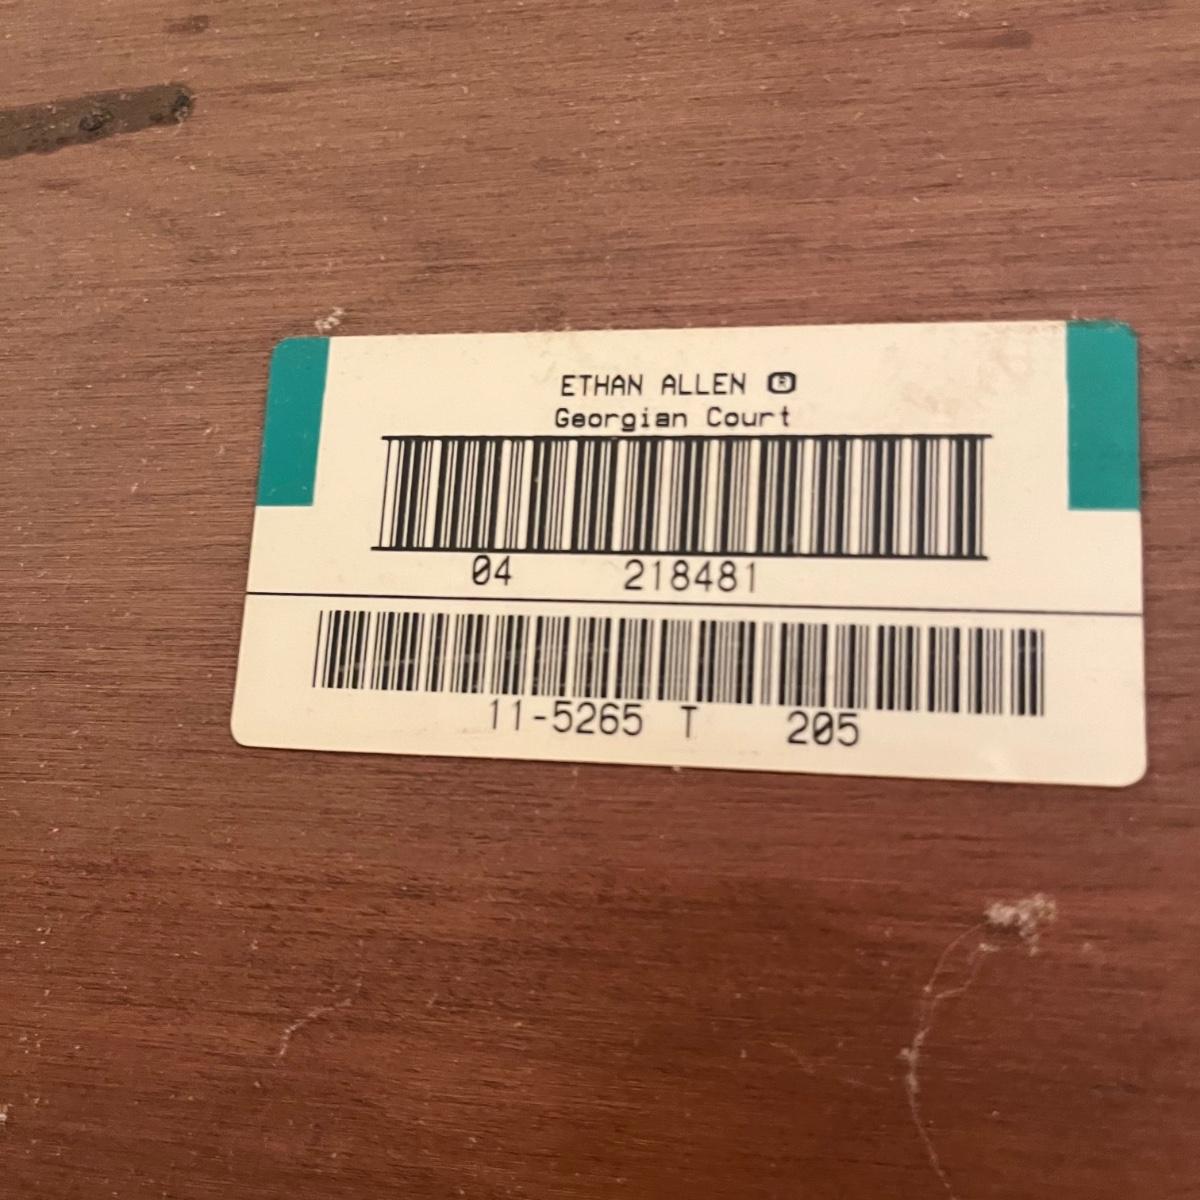 ETHAN ALLEN ®
Georgian Court
04 218481
11-5265 T 205